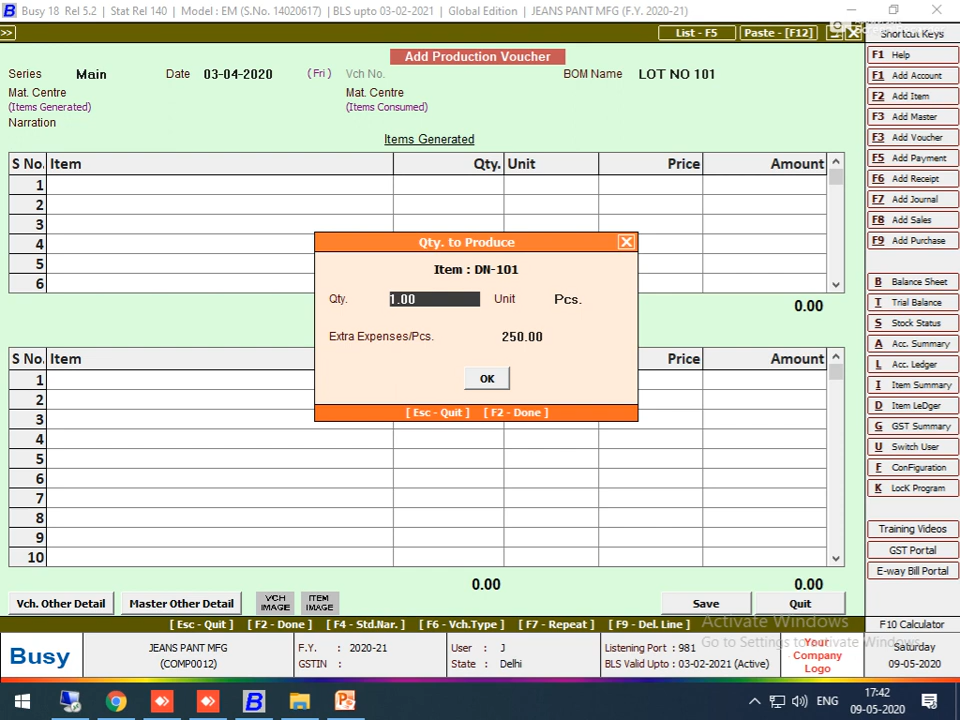 Busy 18 Rel 5.2 | Stat Rel 140 | Model : EM (S.No. 14020617) | BLS upto 03-02-2021 | Global Edition | JEANS PANT MFG (F.Y. 2020-21)
>> List - F5 Paste - [F12] Shortcut Keys
Add Production Voucher
Series Main Date 03-04-2020 (Fri) Vch No. BOM Name LOT NO 101
Mat. Centre Mat. Centre
(Items Generated) (Items Consumed)
Narration
Items Generated
S No. Item Qty. Unit Price Amount
1
2
3
4
5
6
0.00
Qty. to Produce
Item : DN-101
Qty. 1.00 Unit Pcs.
Extra Expenses/Pcs. 250.00
OK
[ Esc - Quit ] [ F2 - Done ]
S No. Item Price Amount
1
2
3
4
5
6
7
8
9
10
0.00 0.00
Vch. Other Detail Master Other Detail VCH IMAGE ITEM IMAGE Save Quit
[ Esc - Quit ] [ F2 - Done ] [ F4 - Std.Nar. ] [ F6 - Vch.Type ] [ F7 - Repeat ] [ F9 - Del. Line ]
F1 Help
F1 Add Account
F2 Add Item
F3 Add Master
F3 Add Voucher
F5 Add Payment
F6 Add Receipt
F7 Add Journal
F8 Add Sales
F9 Add Purchase
B Balance Sheet
T Trial Balance
S Stock Status
A Acc. Summary
L Acc. Ledger
I Item Summary
D Item LeDger
G GST Summary
U Switch User
F ConFiguration
K LocK Program
Training Videos
GST Portal
E-way Bill Portal
F10 Calculator
Activate Windows
Go to Settings to activate Windows.
Busy
JEANS PANT MFG
(COMP0012)
F.Y. : 2020-21
GSTIN :
User : J
State : Delhi
Listening Port : 981
BLS Valid Upto : 03-02-2021 (Active)
Your
Company
Logo
Saturday
09-05-2020
ENG
17:42
09-05-2020